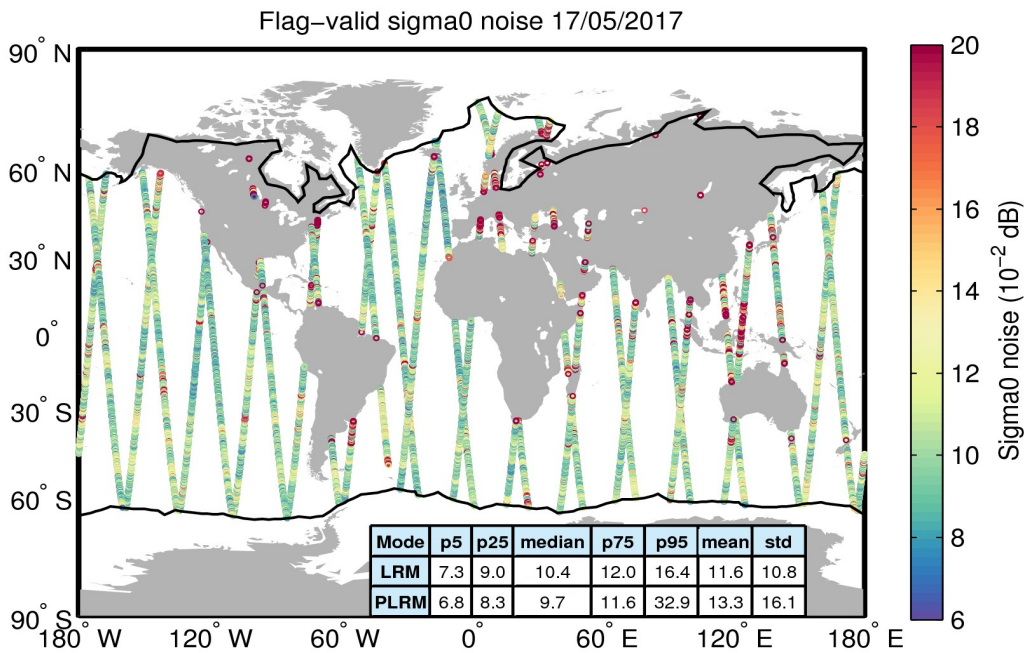 Flag−valid sigma0 noise 17/05/2017
90° N
60° N
30° N
0°
30° S
60° S
90° S
180° W
120° W
60° W
0°
60° E
120° E
180° E
20
18
16
14
12
10
8
6
Sigma0 noise (10⁻² dB)
Mode p5 p25 median p75 p95 mean std
LRM 7.3 9.0 10.4 12.0 16.4 11.6 10.8
PLRM 6.8 8.3 9.7 11.6 32.9 13.3 16.1